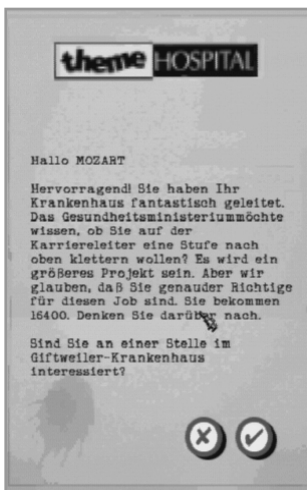 theme HOSPITAL
Hallo MOZART
Hervorragend! Sie haben Ihr
Krankenhaus fantastisch geleitet.
Das Gesundheitsministeriummöchte
wissen, ob Sie auf der
Karriereleiter eine Stufe nach
oben klettern wollen? Es wird ein
größeres Projekt sein. Aber wir
glauben, daß Sie genauder Richtige
für diesen Job sind. Sie bekommen
16400. Denken Sie darüber nach.
Sind Sie an einer Stelle im
Giftweiler-Krankenhaus
interessiert?